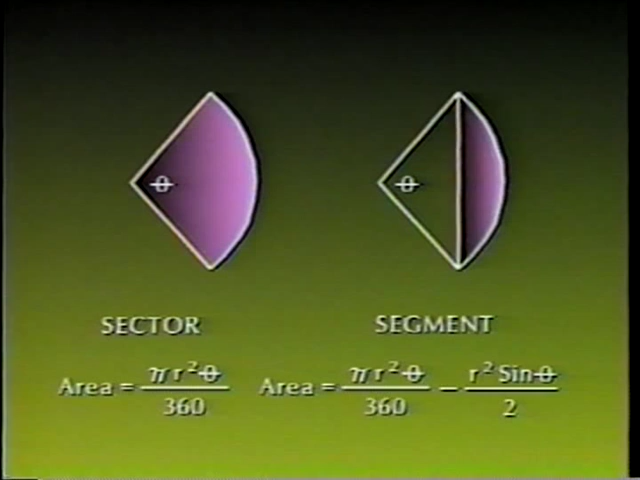 θ
θ
SECTOR
SEGMENT
Area = πr²θ / 360
Area = πr²θ / 360 − r² Sinθ / 2